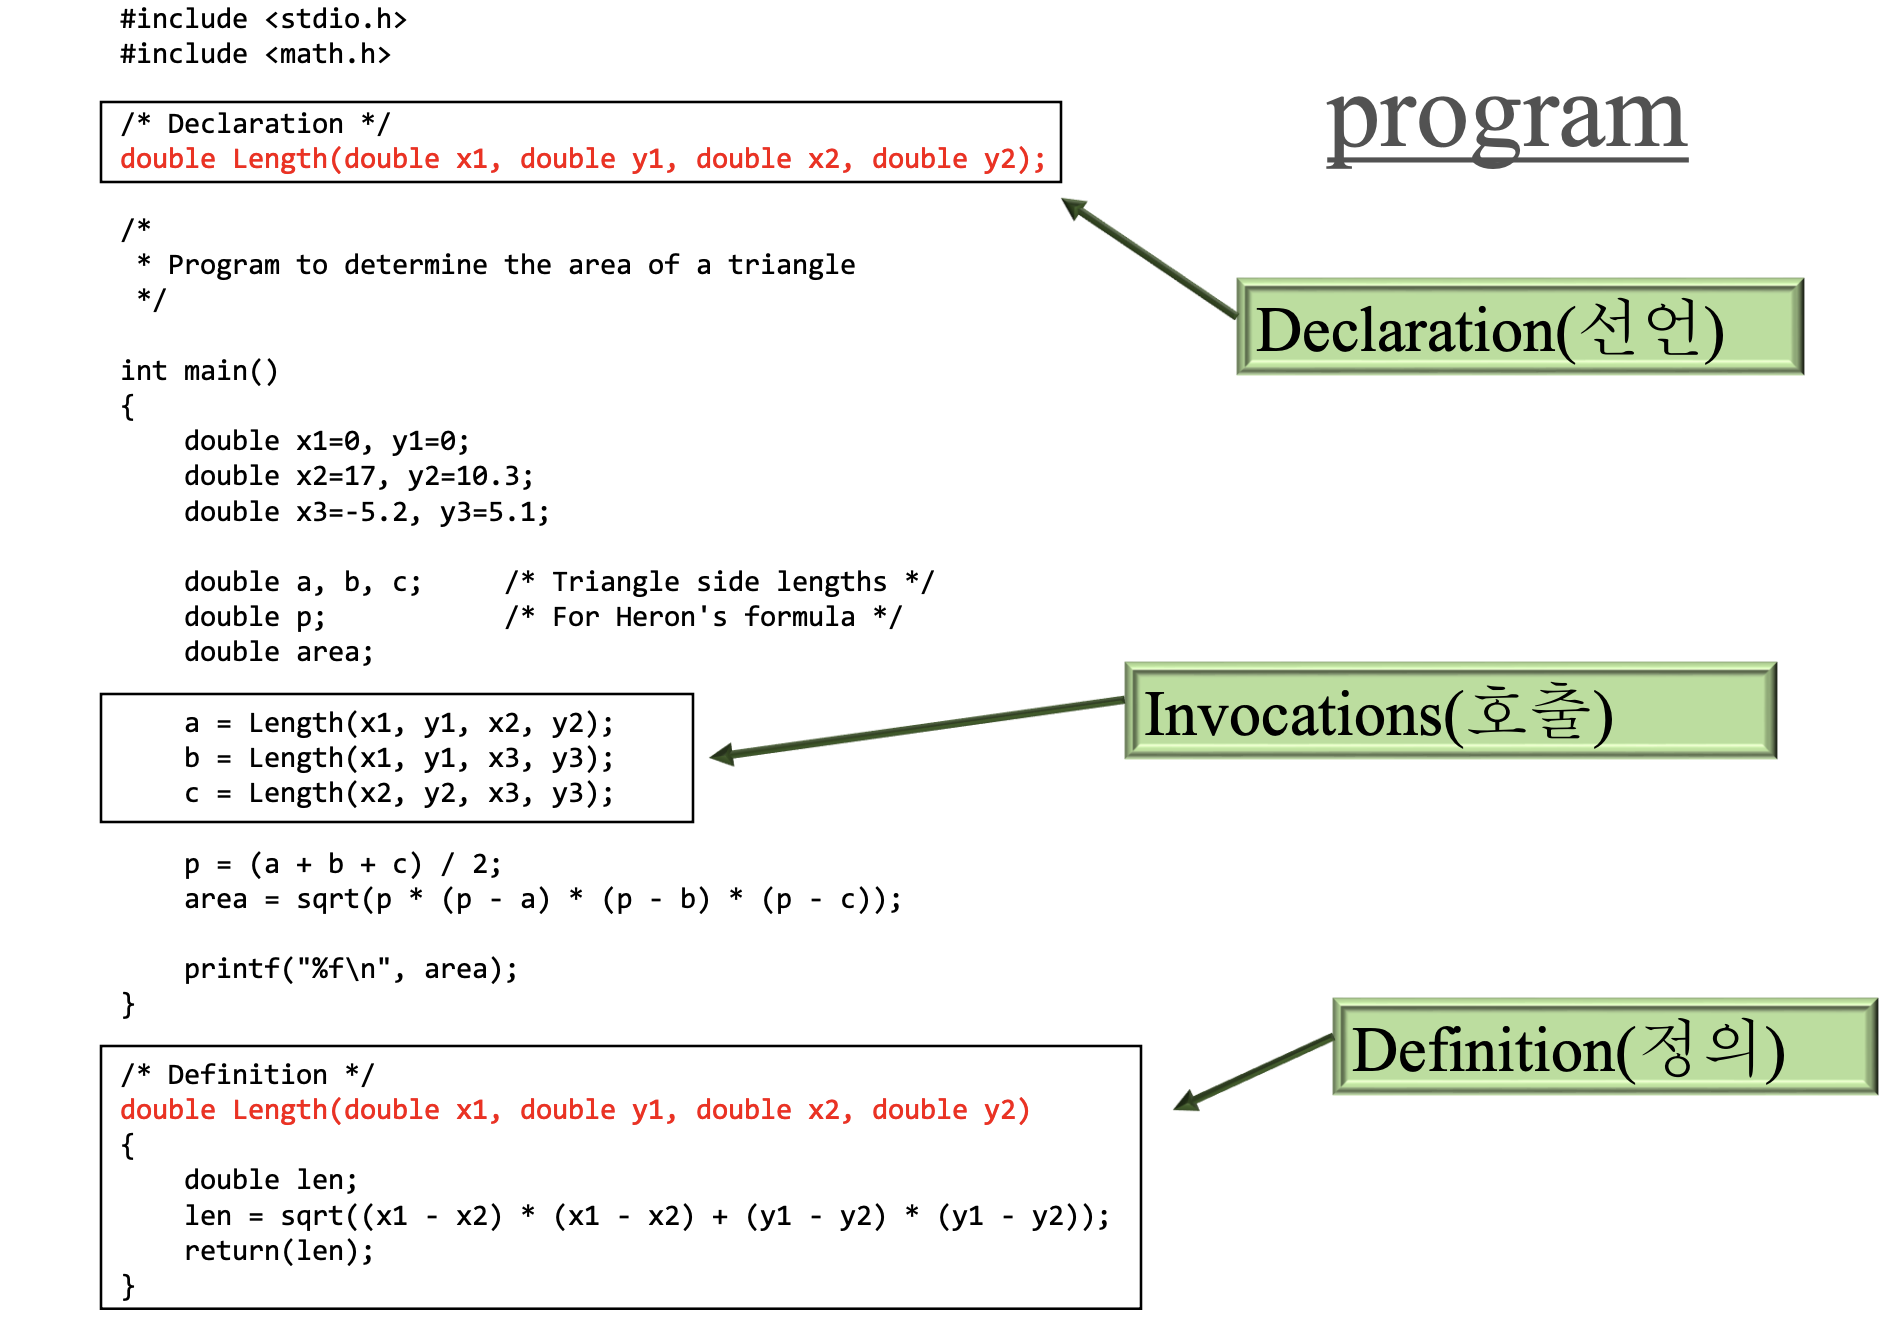 #include <stdio.h>
#include <math.h>
program
/* Declaration */
double Length(double x1, double y1, double x2, double y2);
/*
 * Program to determine the area of a triangle
 */
Declaration(선언)
int main()
{
    double x1=0, y1=0;
    double x2=17, y2=10.3;
    double x3=-5.2, y3=5.1;
    double a, b, c;     /* Triangle side lengths */
    double p;           /* For Heron's formula */
    double area;
    a = Length(x1, y1, x2, y2);
    b = Length(x1, y1, x3, y3);
    c = Length(x2, y2, x3, y3);
Invocations(호출)
    p = (a + b + c) / 2;
    area = sqrt(p * (p - a) * (p - b) * (p - c));
    printf("%f\n", area);
}
/* Definition */
double Length(double x1, double y1, double x2, double y2)
{
    double len;
    len = sqrt((x1 - x2) * (x1 - x2) + (y1 - y2) * (y1 - y2));
    return(len);
}
Definition(정의)